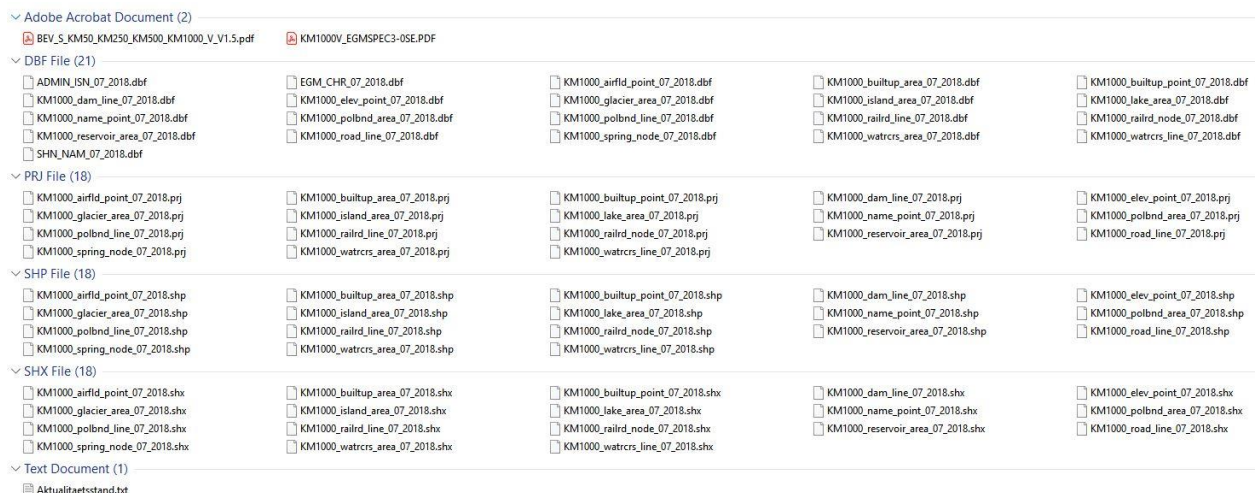 Adobe Acrobat Document (2)
BEV_S_KM50_KM250_KM500_KM1000_V_V1.5.pdf KM1000V_EGMSPEC3-0SE.PDF
DBF File (21)
ADMIN_ISN_07_2018.dbf EGM_CHR_07_2018.dbf KM1000_airfld_point_07_2018.dbf KM1000_builtup_area_07_2018.dbf KM1000_builtup_point_07_2018.dbf
KM1000_dam_line_07_2018.dbf KM1000_elev_point_07_2018.dbf KM1000_glacier_area_07_2018.dbf KM1000_island_area_07_2018.dbf KM1000_lake_area_07_2018.dbf
KM1000_name_point_07_2018.dbf KM1000_polbnd_area_07_2018.dbf KM1000_polbnd_line_07_2018.dbf KM1000_railrd_line_07_2018.dbf KM1000_railrd_node_07_2018.dbf
KM1000_reservoir_area_07_2018.dbf KM1000_road_line_07_2018.dbf KM1000_spring_node_07_2018.dbf KM1000_watrcrs_area_07_2018.dbf KM1000_watrcrs_line_07_2018.dbf
SHN_NAM_07_2018.dbf
PRJ File (18)
KM1000_airfld_point_07_2018.prj KM1000_builtup_area_07_2018.prj KM1000_builtup_point_07_2018.prj KM1000_dam_line_07_2018.prj KM1000_elev_point_07_2018.prj
KM1000_glacier_area_07_2018.prj KM1000_island_area_07_2018.prj KM1000_lake_area_07_2018.prj KM1000_name_point_07_2018.prj KM1000_polbnd_area_07_2018.prj
KM1000_polbnd_line_07_2018.prj KM1000_railrd_line_07_2018.prj KM1000_railrd_node_07_2018.prj KM1000_reservoir_area_07_2018.prj KM1000_road_line_07_2018.prj
KM1000_spring_node_07_2018.prj KM1000_watrcrs_area_07_2018.prj KM1000_watrcrs_line_07_2018.prj
SHP File (18)
KM1000_airfld_point_07_2018.shp KM1000_builtup_area_07_2018.shp KM1000_builtup_point_07_2018.shp KM1000_dam_line_07_2018.shp KM1000_elev_point_07_2018.shp
KM1000_glacier_area_07_2018.shp KM1000_island_area_07_2018.shp KM1000_lake_area_07_2018.shp KM1000_name_point_07_2018.shp KM1000_polbnd_area_07_2018.shp
KM1000_polbnd_line_07_2018.shp KM1000_railrd_line_07_2018.shp KM1000_railrd_node_07_2018.shp KM1000_reservoir_area_07_2018.shp KM1000_road_line_07_2018.shp
KM1000_spring_node_07_2018.shp KM1000_watrcrs_area_07_2018.shp KM1000_watrcrs_line_07_2018.shp
SHX File (18)
KM1000_airfld_point_07_2018.shx KM1000_builtup_area_07_2018.shx KM1000_builtup_point_07_2018.shx KM1000_dam_line_07_2018.shx KM1000_elev_point_07_2018.shx
KM1000_glacier_area_07_2018.shx KM1000_island_area_07_2018.shx KM1000_lake_area_07_2018.shx KM1000_name_point_07_2018.shx KM1000_polbnd_area_07_2018.shx
KM1000_polbnd_line_07_2018.shx KM1000_railrd_line_07_2018.shx KM1000_railrd_node_07_2018.shx KM1000_reservoir_area_07_2018.shx KM1000_road_line_07_2018.shx
KM1000_spring_node_07_2018.shx KM1000_watrcrs_area_07_2018.shx KM1000_watrcrs_line_07_2018.shx
Text Document (1)
Aktualitaetsstand.txt